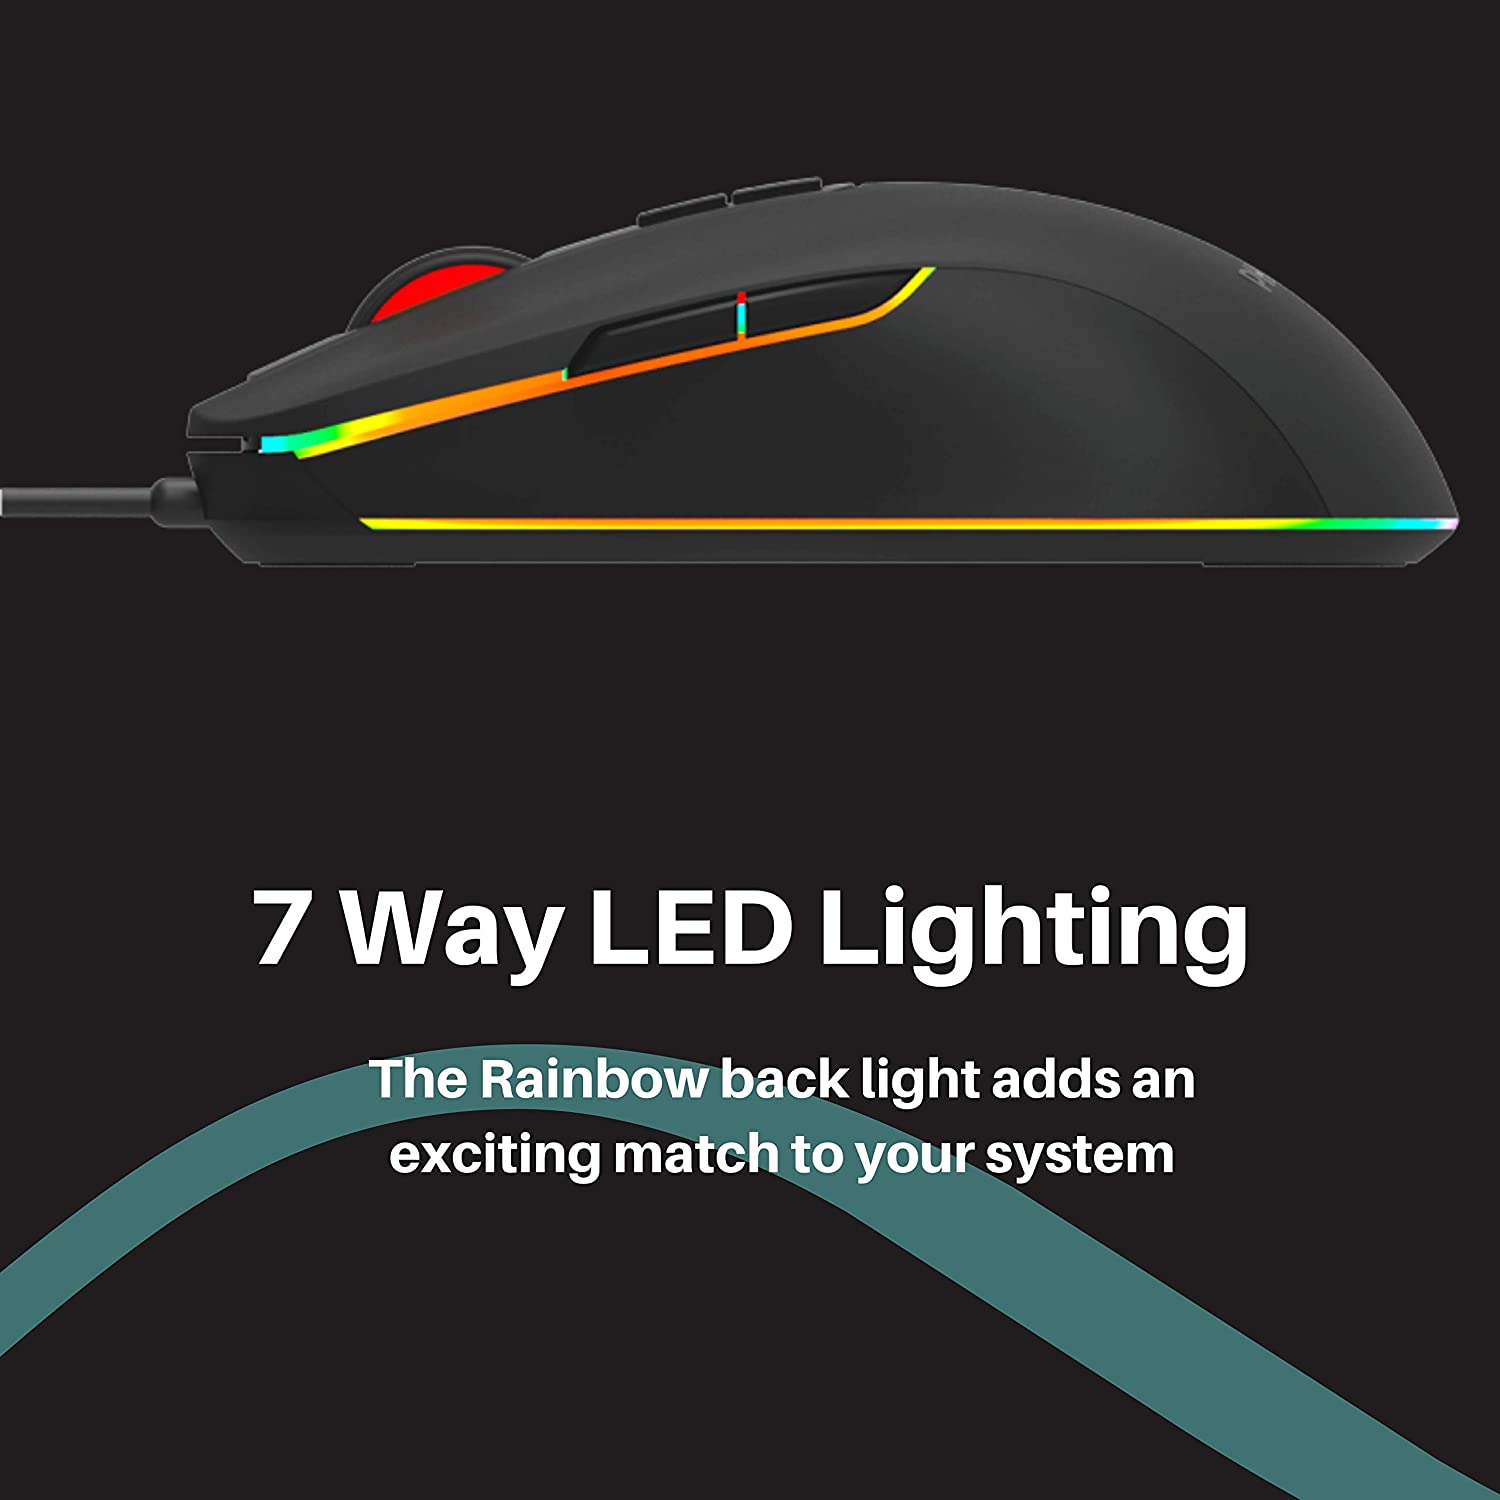 7 Way LED Lighting
The Rainbow back light adds an
exciting match to your system